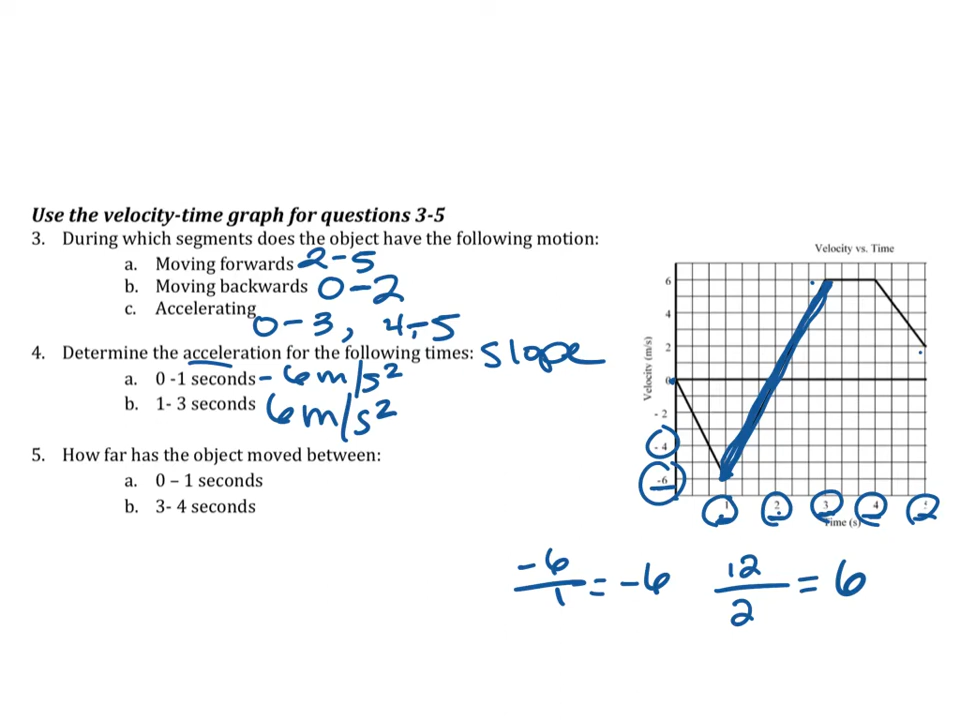 Use the velocity-time graph for questions 3-5
3. During which segments does the object have the following motion:
a. Moving forwards 2-5
b. Moving backwards 0-2
c. Accelerating 0-3, 4-5
4. Determine the acceleration for the following times: slope
a. 0 -1 seconds -6m/s²
b. 1- 3 seconds 6m/s²
5. How far has the object moved between:
a. 0 – 1 seconds
b. 3- 4 seconds
Velocity vs. Time
Velocity (m/s)
6
4
2
0
- 2
- 4
-6
1 2 3 4
Time (s)
-6/1 = -6
12/2 = 6